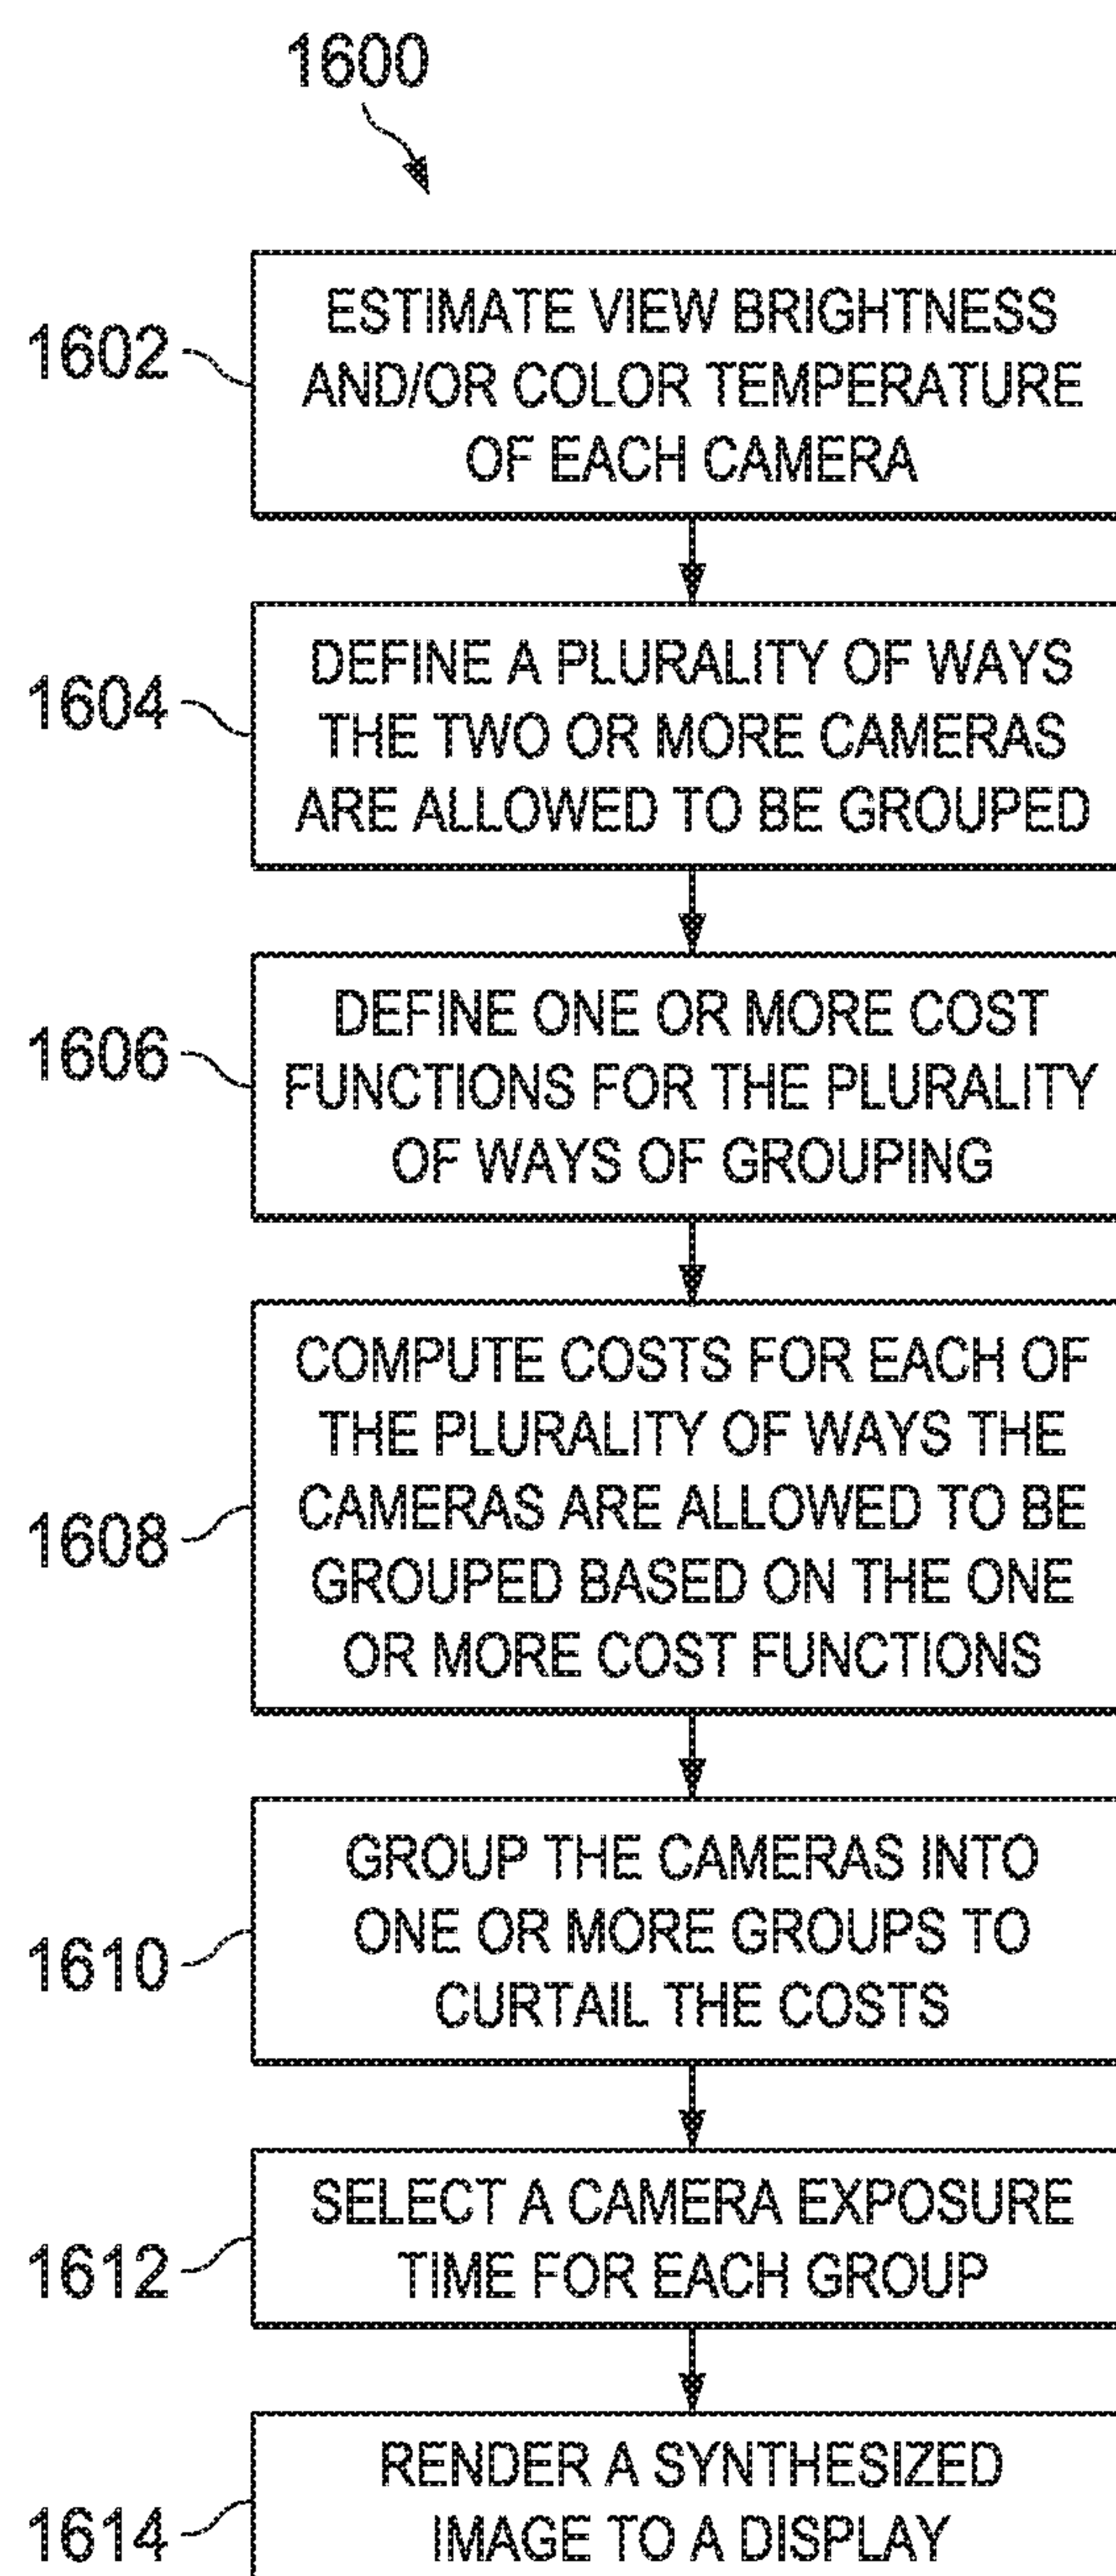 1600
1602
ESTIMATE VIEW BRIGHTNESS
AND/OR COLOR TEMPERATURE
OF EACH CAMERA
1604
DEFINE A PLURALITY OF WAYS
THE TWO OR MORE CAMERAS
ARE ALLOWED TO BE GROUPED
1606
DEFINE ONE OR MORE COST
FUNCTIONS FOR THE PLURALITY
OF WAYS OF GROUPING
1608
COMPUTE COSTS FOR EACH OF
THE PLURALITY OF WAYS THE
CAMERAS ARE ALLOWED TO BE
GROUPED BASED ON THE ONE
OR MORE COST FUNCTIONS
1610
GROUP THE CAMERAS INTO
ONE OR MORE GROUPS TO
CURTAIL THE COSTS
1612
SELECT A CAMERA EXPOSURE
TIME FOR EACH GROUP
1614
RENDER A SYNTHESIZED
IMAGE TO A DISPLAY